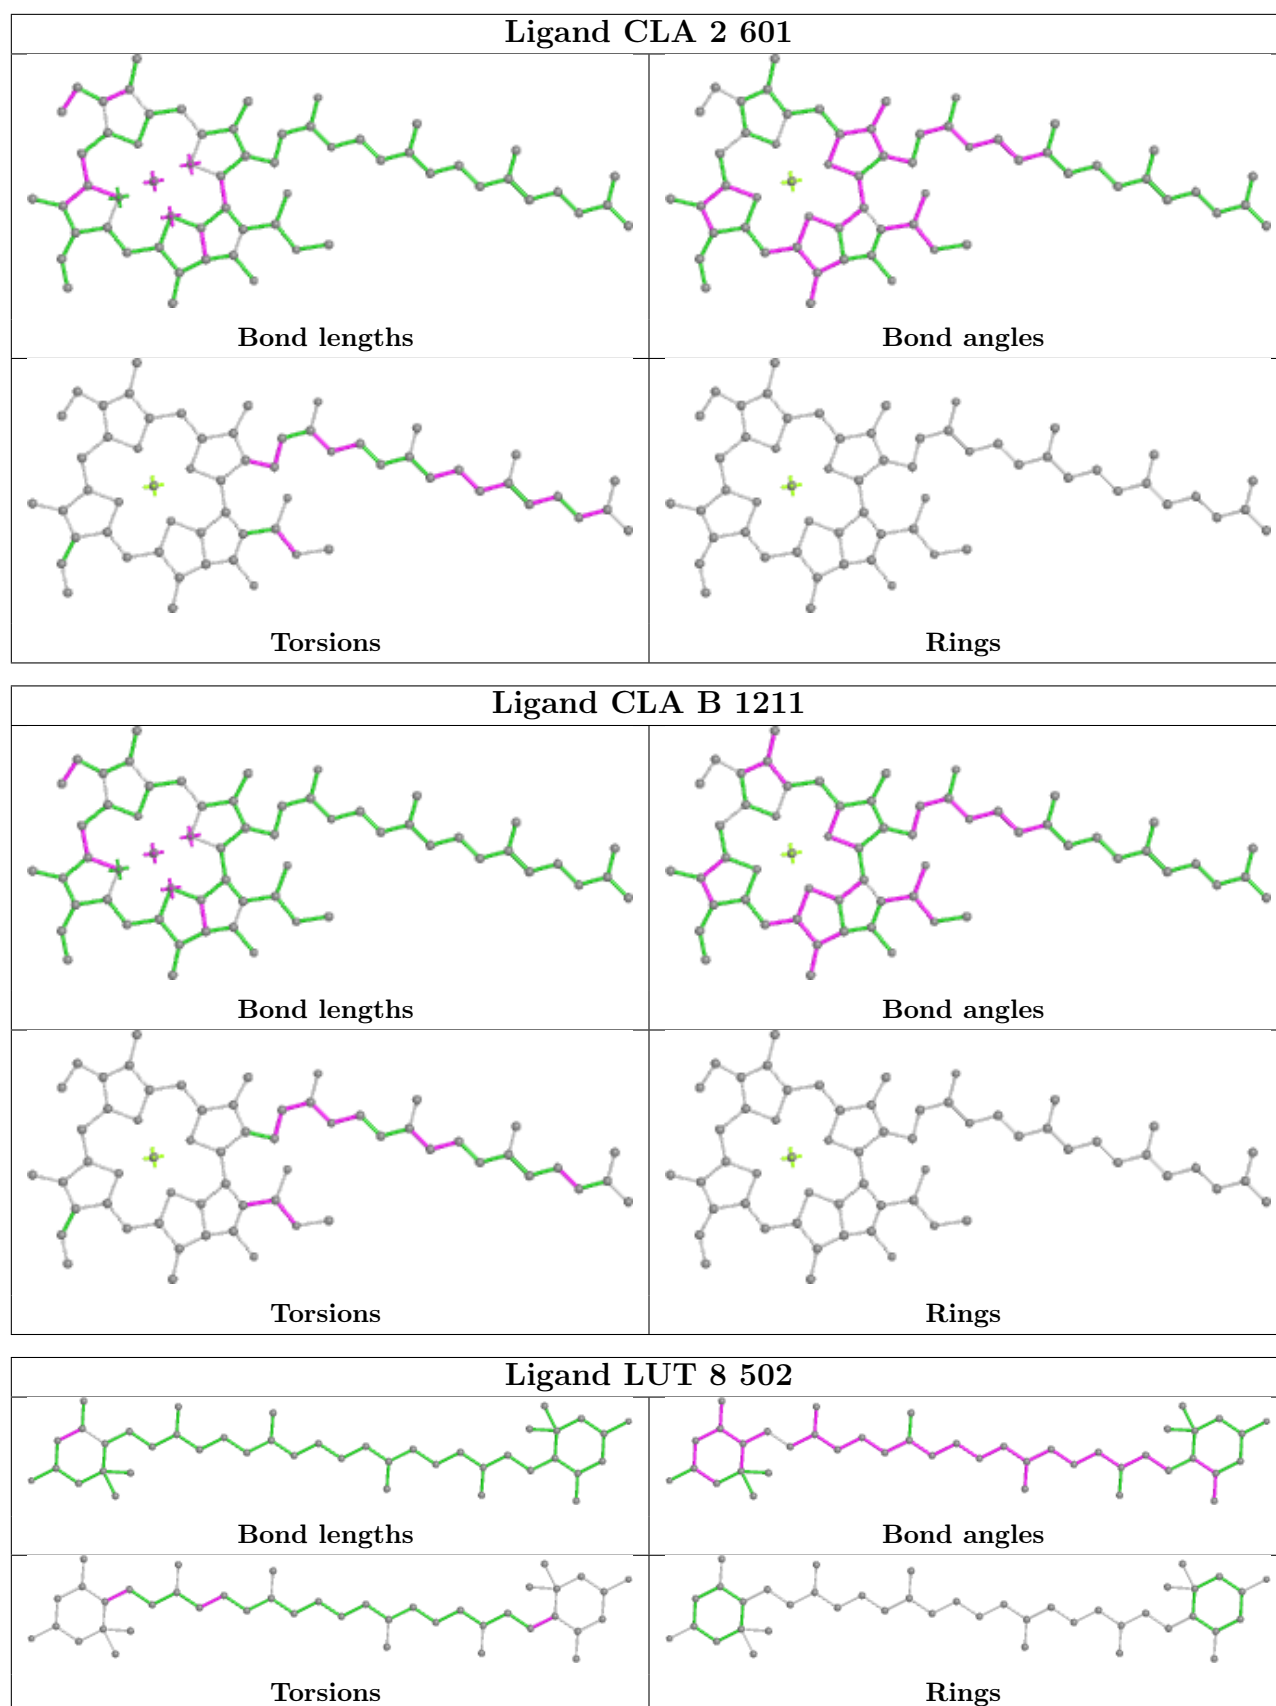 Ligand CLA 2 601
Bond lengths
Bond angles
Torsions
Rings
Ligand CLA B 1211
Bond lengths
Bond angles
Torsions
Rings
Ligand LUT 8 502
Bond lengths
Bond angles
Torsions
Rings